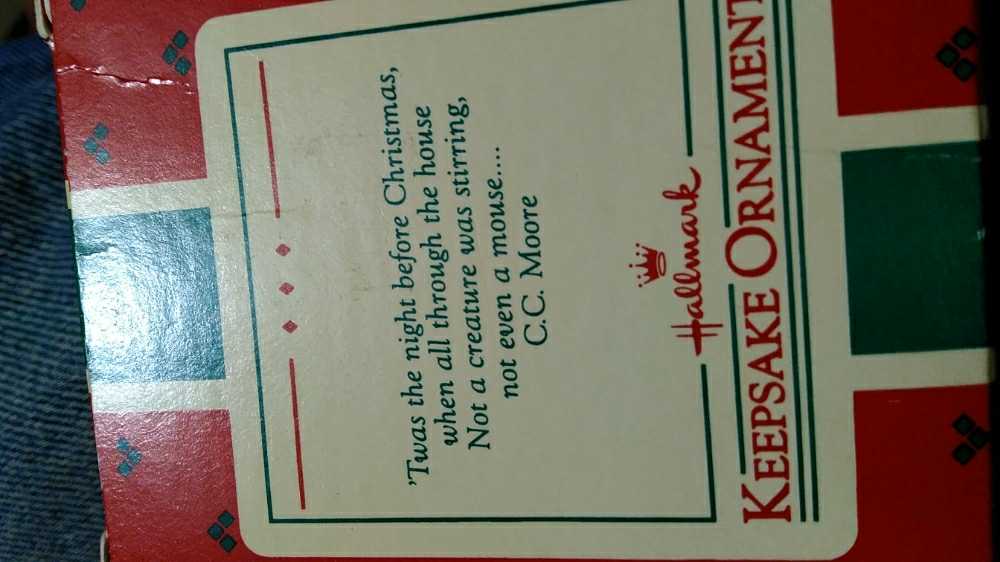 ’Twas the night before Christmas,
when all through the house
Not a creature was stirring,
not even a mouse....
C.C. Moore
Hallmark
KEEPSAKE ORNAMENT